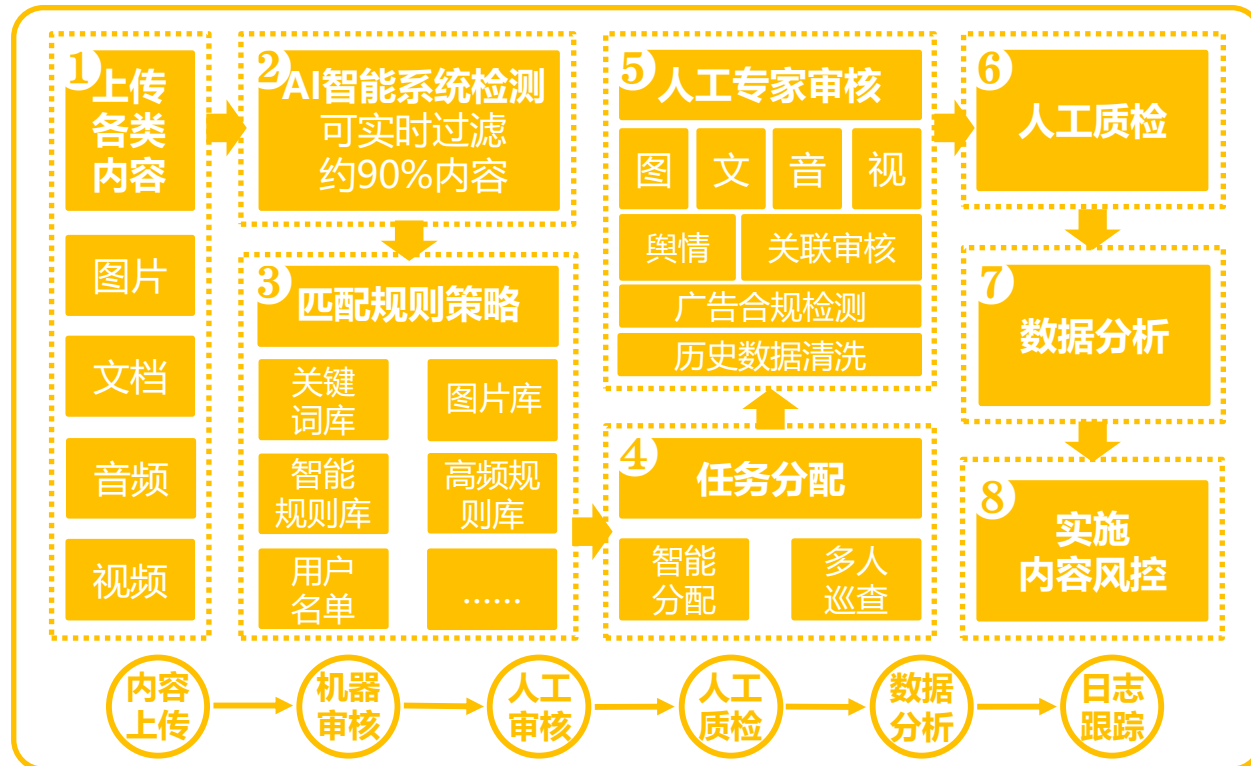 1
上传
各类
内容
图片
文档
音频
视频
2
AI智能系统检测
可实时过滤
约90%内容
3
匹配规则策略
关键
词库
图片库
智能
规则库
高频规
则库
用户
名单
……
4
任务分配
智能
分配
多人
巡查
5
人工专家审核
图
文
音
视
舆情
关联审核
广告合规检测
历史数据清洗
6
人工质检
7
数据分析
8
实施
内容风控
内容
上传
机器
审核
人工
审核
人工
质检
数据
分析
日志
跟踪